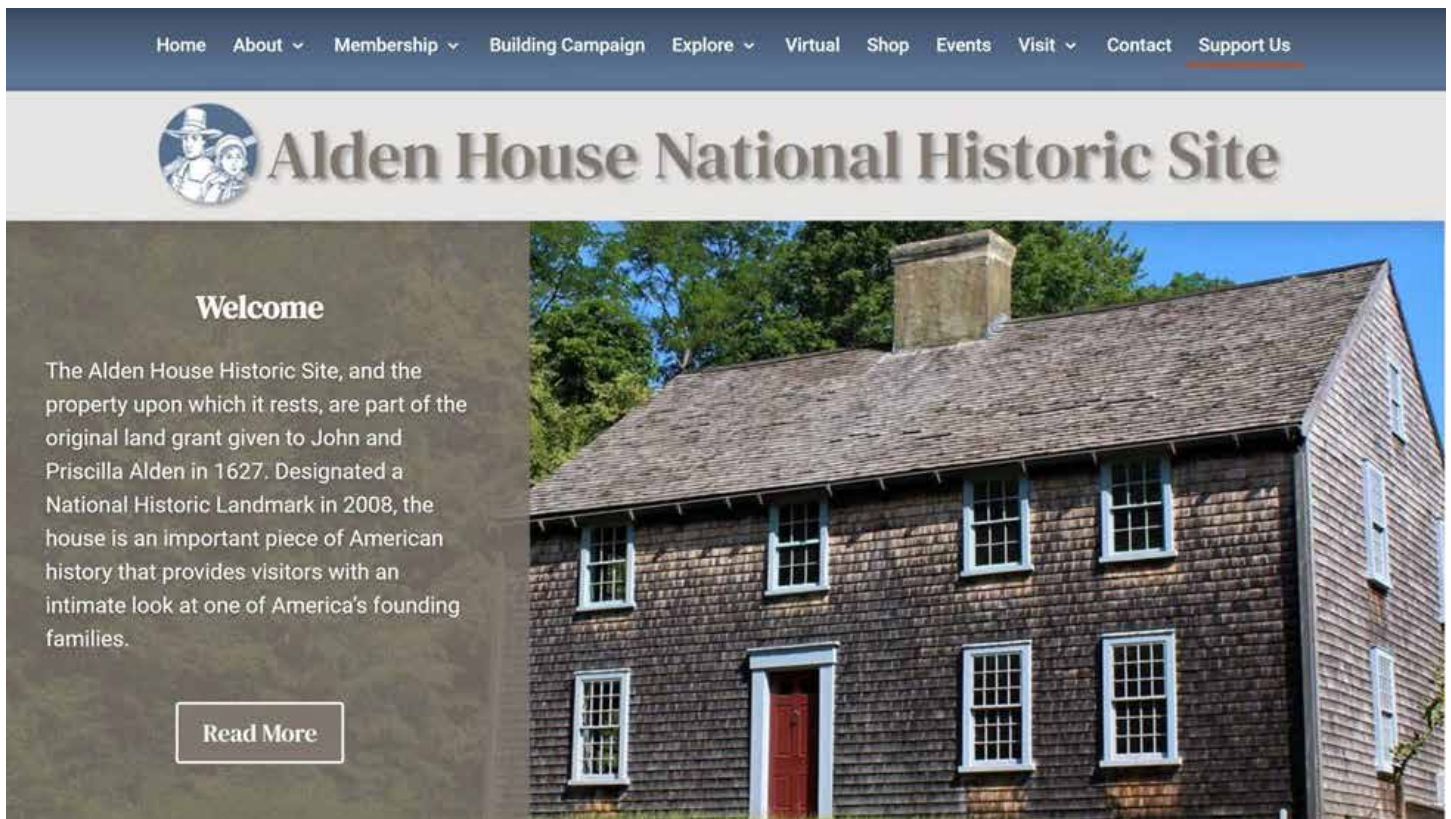 Home About Membership Building Campaign Explore Virtual Shop Events Visit Contact Support Us
Alden House National Historic Site
Welcome
The Alden House Historic Site, and the
property upon which it rests, are part of the
original land grant given to John and
Priscilla Alden in 1627. Designated a
National Historic Landmark in 2008, the
house is an important piece of American
history that provides visitors with an
intimate look at one of America's founding
families.
Read More